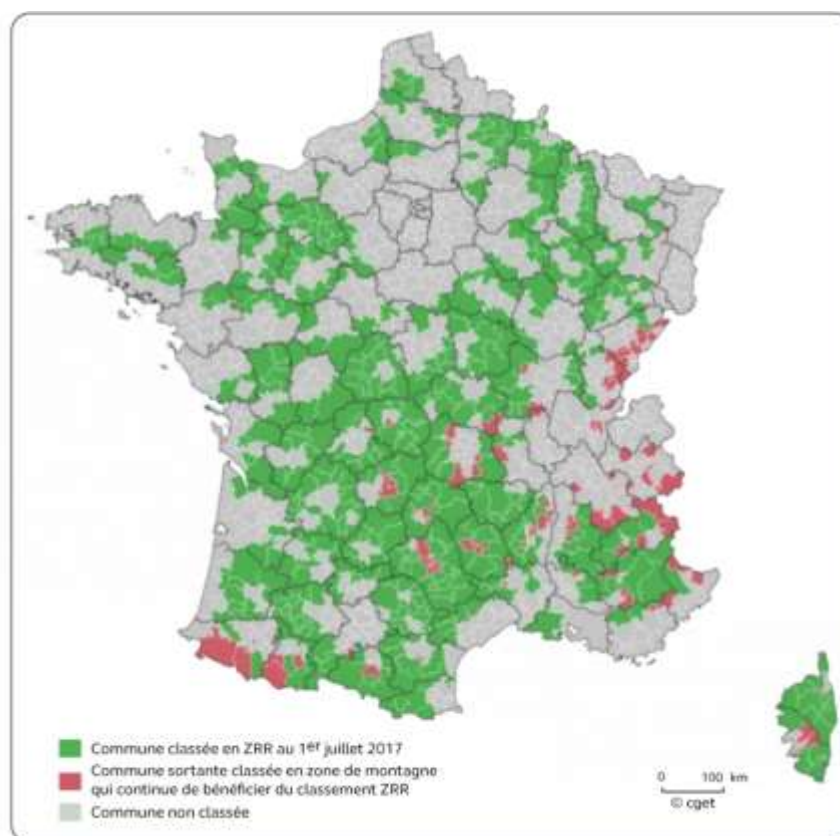 Commune classée en ZRR au 1er juillet 2017
Commune sortante classée en zone de montagne
qui continue de bénéficier du classement ZRR
Commune non classée
0 100 km
© cget